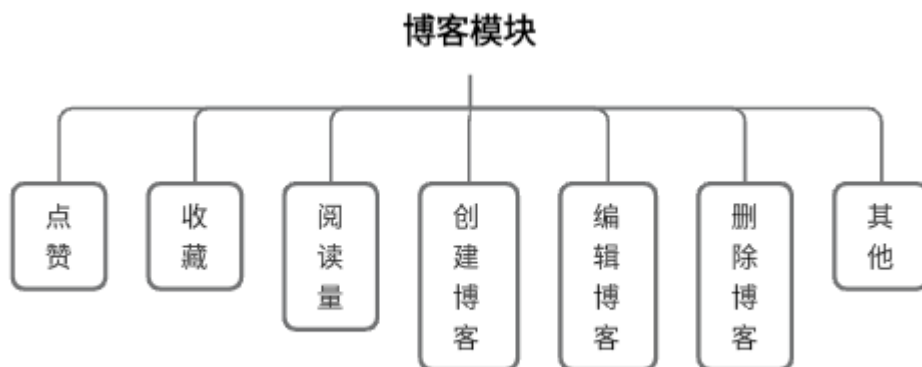 博客模块
点赞
收藏
阅读量
创建博客
编辑博客
删除博客
其他